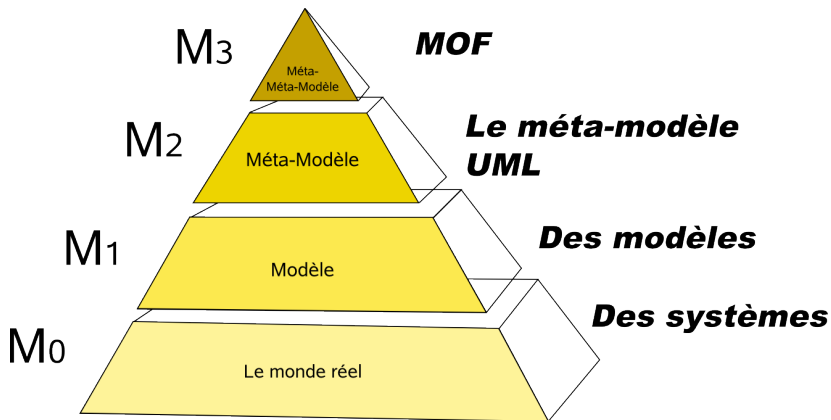 M3
Méta-
Méta-Modèle
MOF
M2
Méta-Modèle
Le méta-modèle
UML
M1
Modèle
Des modèles
M0
Le monde réel
Des systèmes